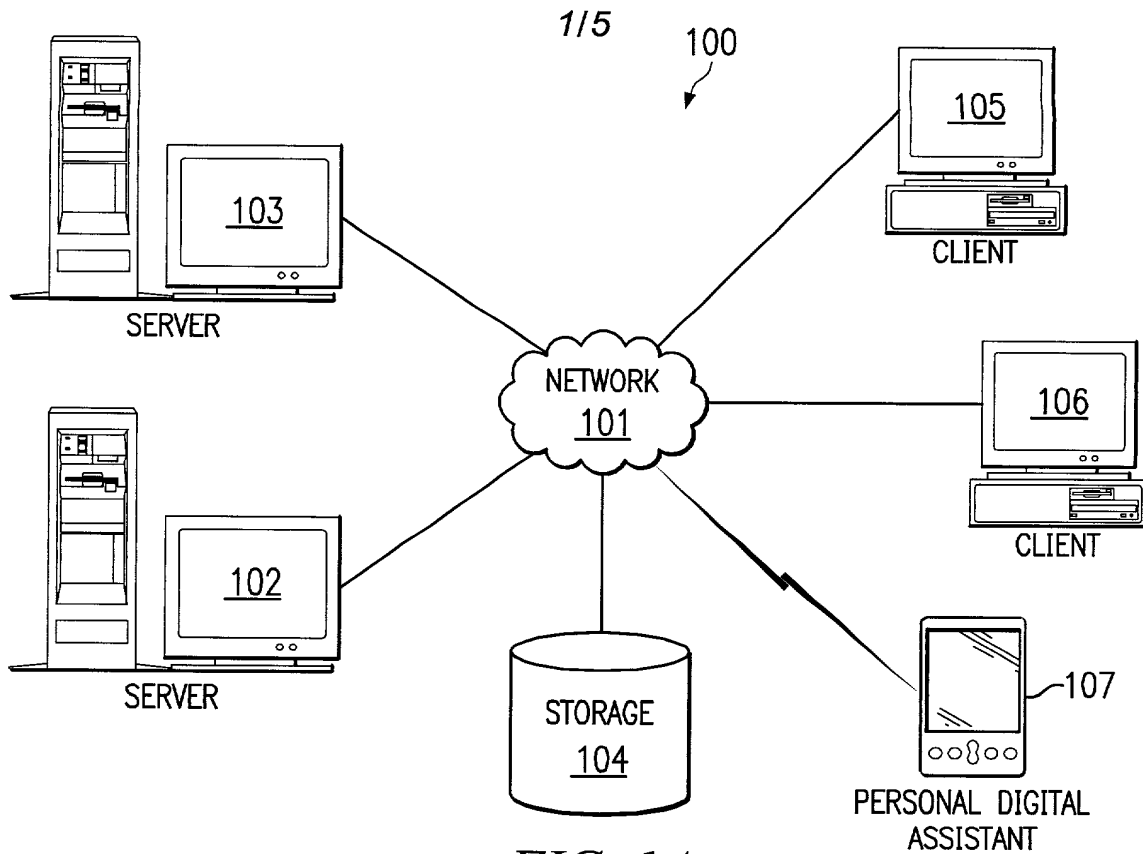 1/5
100
103
SERVER
105
CLIENT
NETWORK
101
106
CLIENT
102
SERVER
STORAGE
104
107
PERSONAL DIGITAL
ASSISTANT